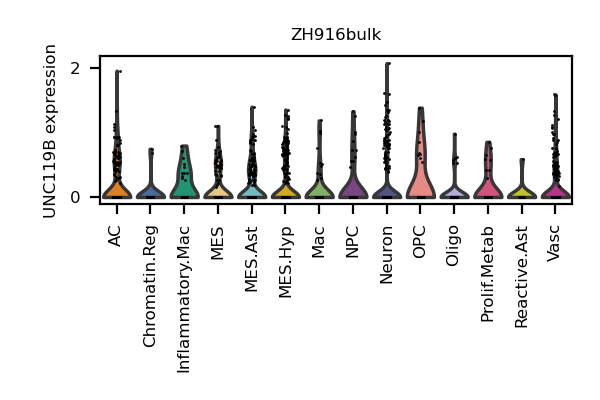 ZH916bulk
UNC119B expression
2
0
AC
Chromatin.Reg
Inflammatory.Mac
MES
MES.Ast
MES.Hyp
Mac
NPC
Neuron
OPC
Oligo
Prolif.Metab
Reactive.Ast
Vasc